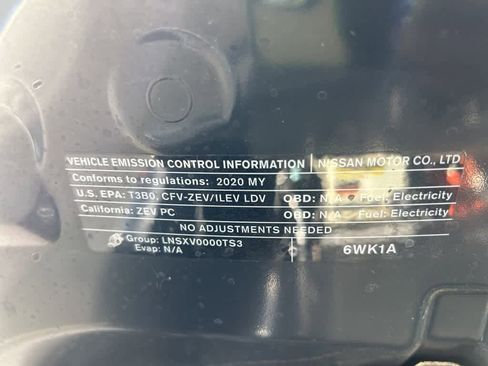 VEHICLE EMISSION CONTROL INFORMATION | NISSAN MOTOR CO., LTD
Conforms to regulations: 2020 MY
U.S. EPA: T3B0, CFV-ZEV/ILEV LDV OBD: N/A Fuel: Electricity
California: ZEV PC OBD: N/A Fuel: Electricity
NO ADJUSTMENTS NEEDED
Group: LNSXV0000TS3
Evap: N/A
6WK1A